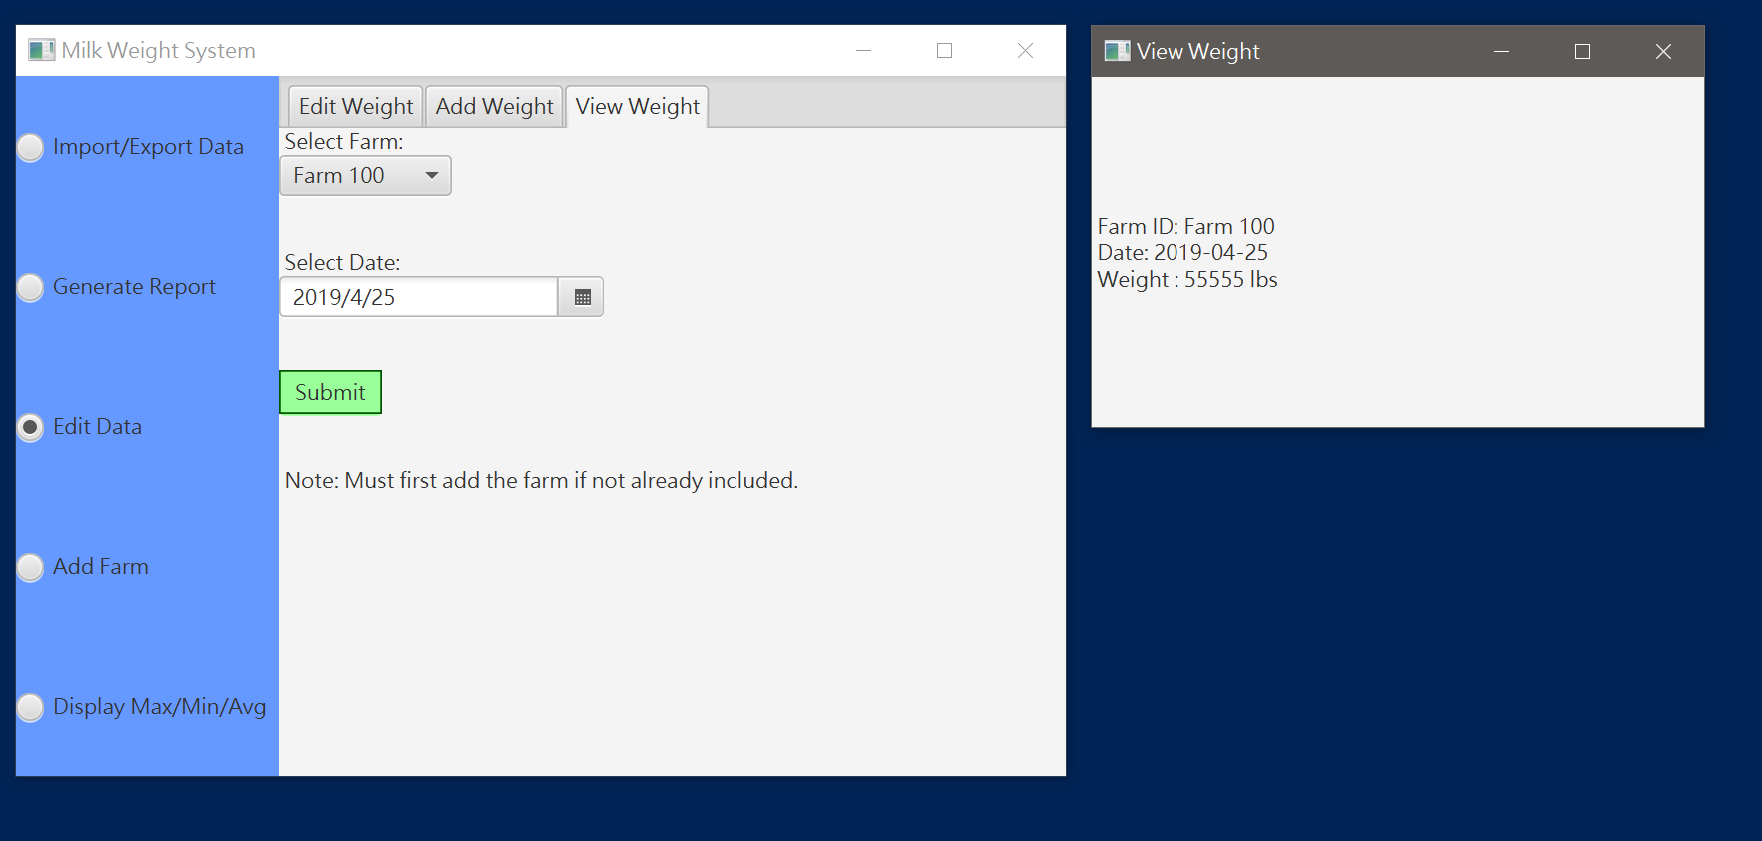 Milk Weight System
Import/Export Data
Generate Report
Edit Data
Add Farm
Display Max/Min/Avg
Edit Weight Add Weight View Weight
Select Farm:
Farm 100
Select Date:
2019/4/25
Submit
Note: Must first add the farm if not already included.
View Weight
Farm ID: Farm 100
Date: 2019-04-25
Weight : 55555 lbs